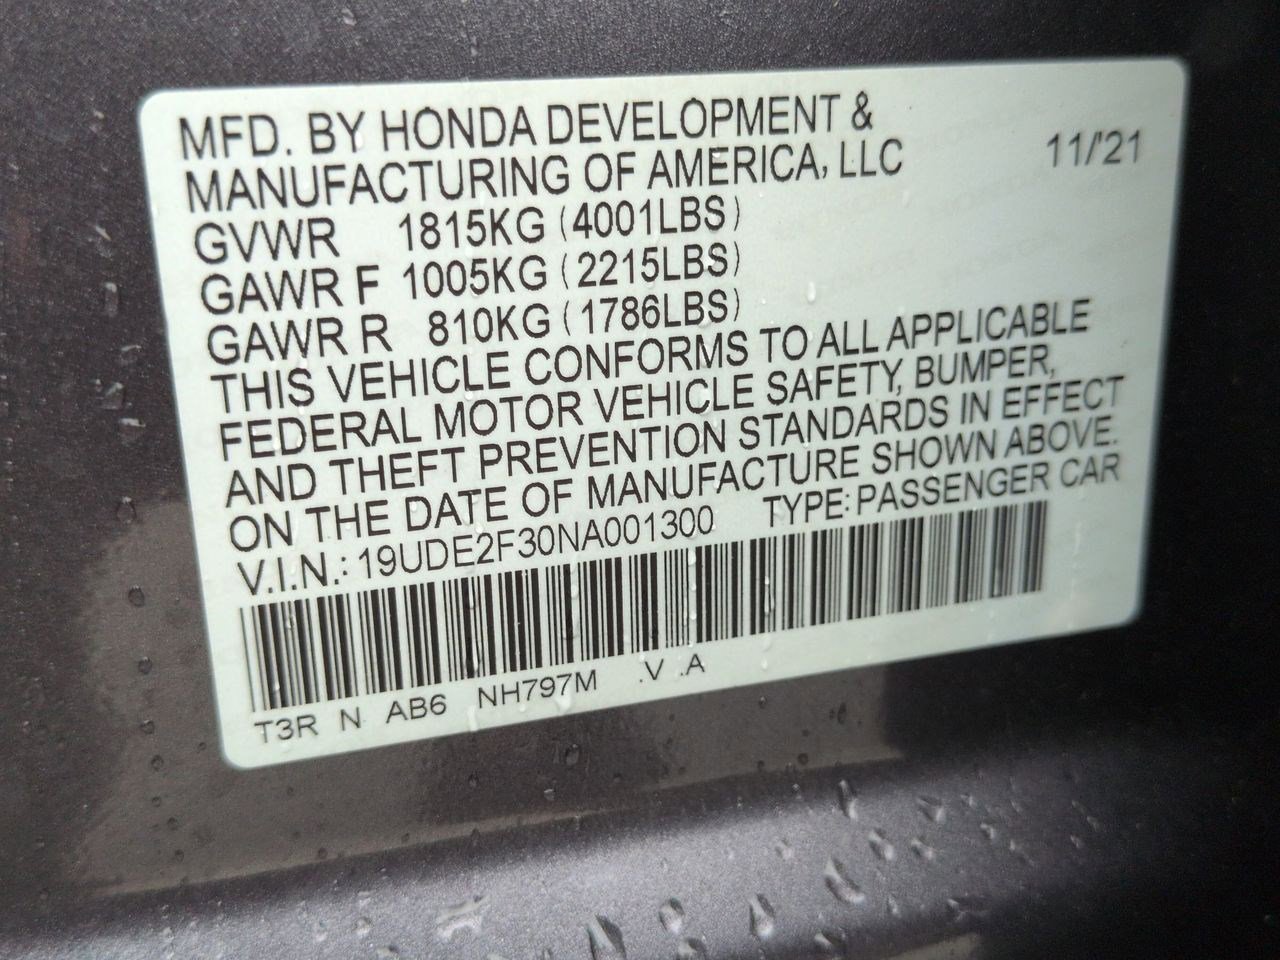 MFD. BY HONDA DEVELOPMENT &
MANUFACTURING OF AMERICA, LLC 11/'21
GVWR 1815KG (4001LBS)
GAWR F 1005KG (2215LBS)
GAWR R 810KG (1786LBS)
THIS VEHICLE CONFORMS TO ALL APPLICABLE
FEDERAL MOTOR VEHICLE SAFETY, BUMPER,
AND THEFT PREVENTION STANDARDS IN EFFECT
ON THE DATE OF MANUFACTURE SHOWN ABOVE.
V.I.N.: 19UDE2F30NA001300 TYPE: PASSENGER CAR
T3R N AB6 NH797M .V .A